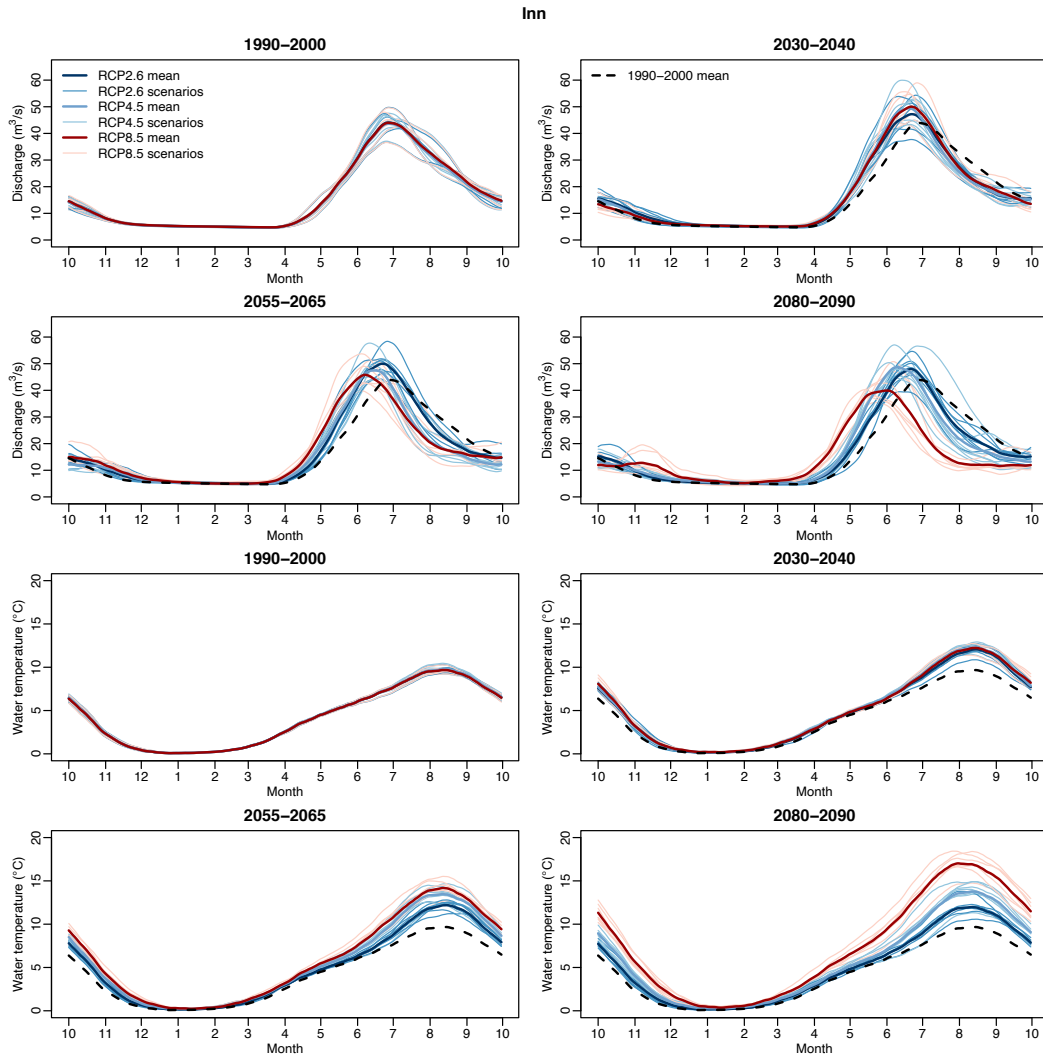 Inn
1990−2000
Discharge (m³/s)
60
50
40
30
20
10
0
RCP2.6 mean
RCP2.6 scenarios
RCP4.5 mean
RCP4.5 scenarios
RCP8.5 mean
RCP8.5 scenarios
10 11 12 1 2 3 4 5 6 7 8 9 10
Month
2030−2040
Discharge (m³/s)
60
50
40
30
20
10
0
1990−2000 mean
10 11 12 1 2 3 4 5 6 7 8 9 10
Month
2055−2065
Discharge (m³/s)
60
50
40
30
20
10
0
10 11 12 1 2 3 4 5 6 7 8 9 10
Month
2080−2090
Discharge (m³/s)
60
50
40
30
20
10
0
10 11 12 1 2 3 4 5 6 7 8 9 10
Month
1990−2000
Water temperature (°C)
20
15
10
5
0
10 11 12 1 2 3 4 5 6 7 8 9 10
Month
2030−2040
Water temperature (°C)
20
15
10
5
0
10 11 12 1 2 3 4 5 6 7 8 9 10
Month
2055−2065
Water temperature (°C)
20
15
10
5
0
10 11 12 1 2 3 4 5 6 7 8 9 10
Month
2080−2090
Water temperature (°C)
20
15
10
5
0
10 11 12 1 2 3 4 5 6 7 8 9 10
Month